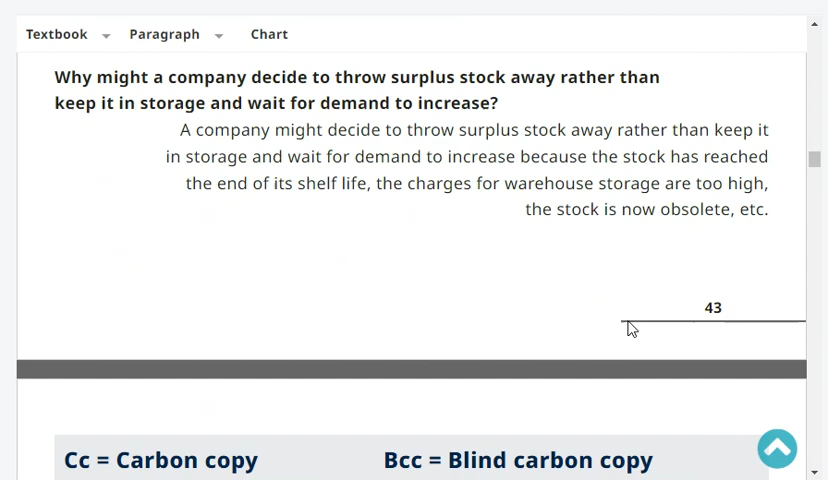 Textbook Paragraph Chart
Why might a company decide to throw surplus stock away rather than
keep it in storage and wait for demand to increase?
A company might decide to throw surplus stock away rather than keep it
in storage and wait for demand to increase because the stock has reached
the end of its shelf life, the charges for warehouse storage are too high,
the stock is now obsolete, etc.
43
Cc = Carbon copy Bcc = Blind carbon copy